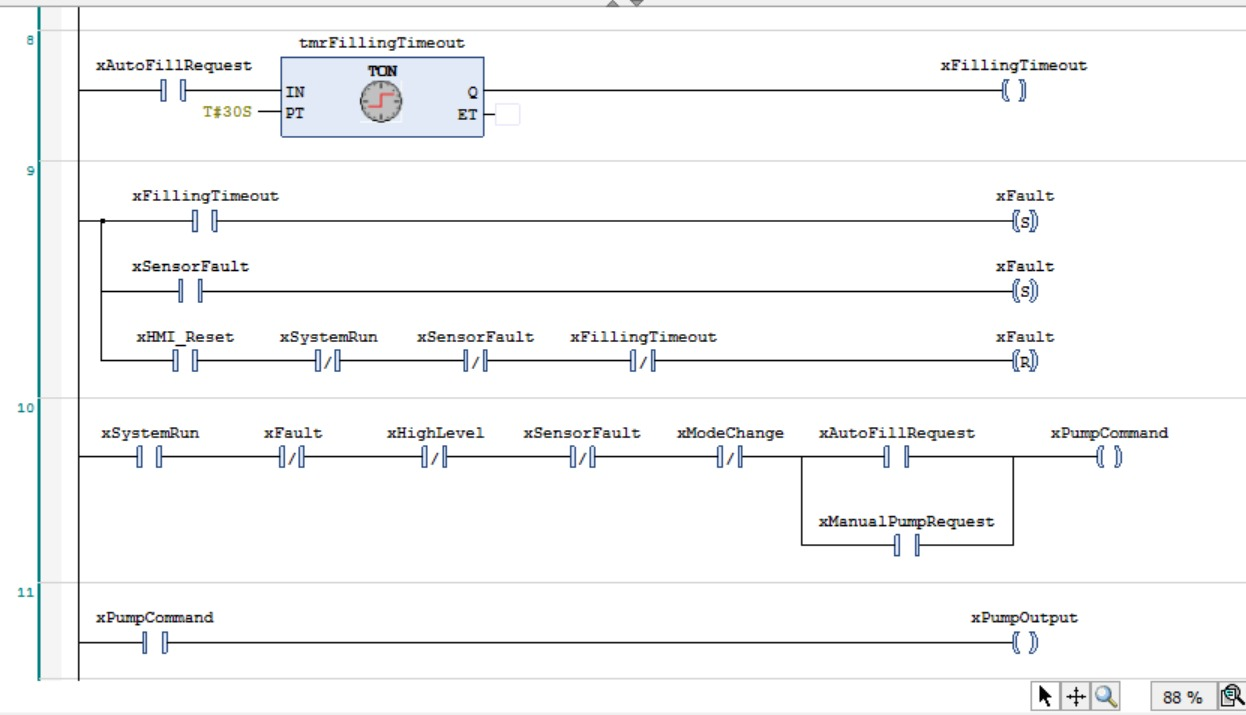 8
tmrFillingTimeout
xAutoFillRequest TON xFillingTimeout
IN Q
T#30S PT ET
9
xFillingTimeout xFault
S
xSensorFault xFault
S
xHMI_Reset xSystemRun xSensorFault xFillingTimeout xFault
R
10
xSystemRun xFault xHighLevel xSensorFault xModeChange xAutoFillRequest xPumpCommand
xManualPumpRequest
11
xPumpCommand xPumpOutput
88 %